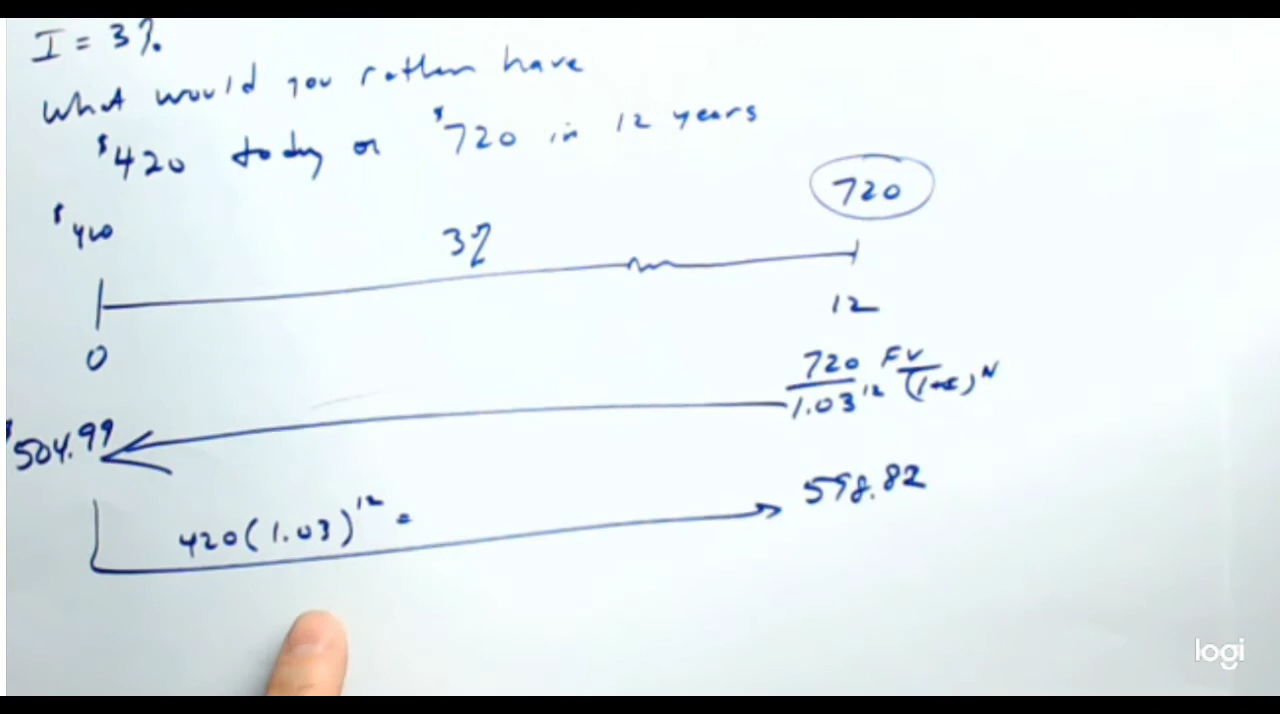 I = 3%
What would you rather have
$420 today or $720 in 12 years
$420
720
3%
0
12
720 / 1.03^12
FV / (1+I)^N
$504.99
420(1.03)^12 =
598.82
logi